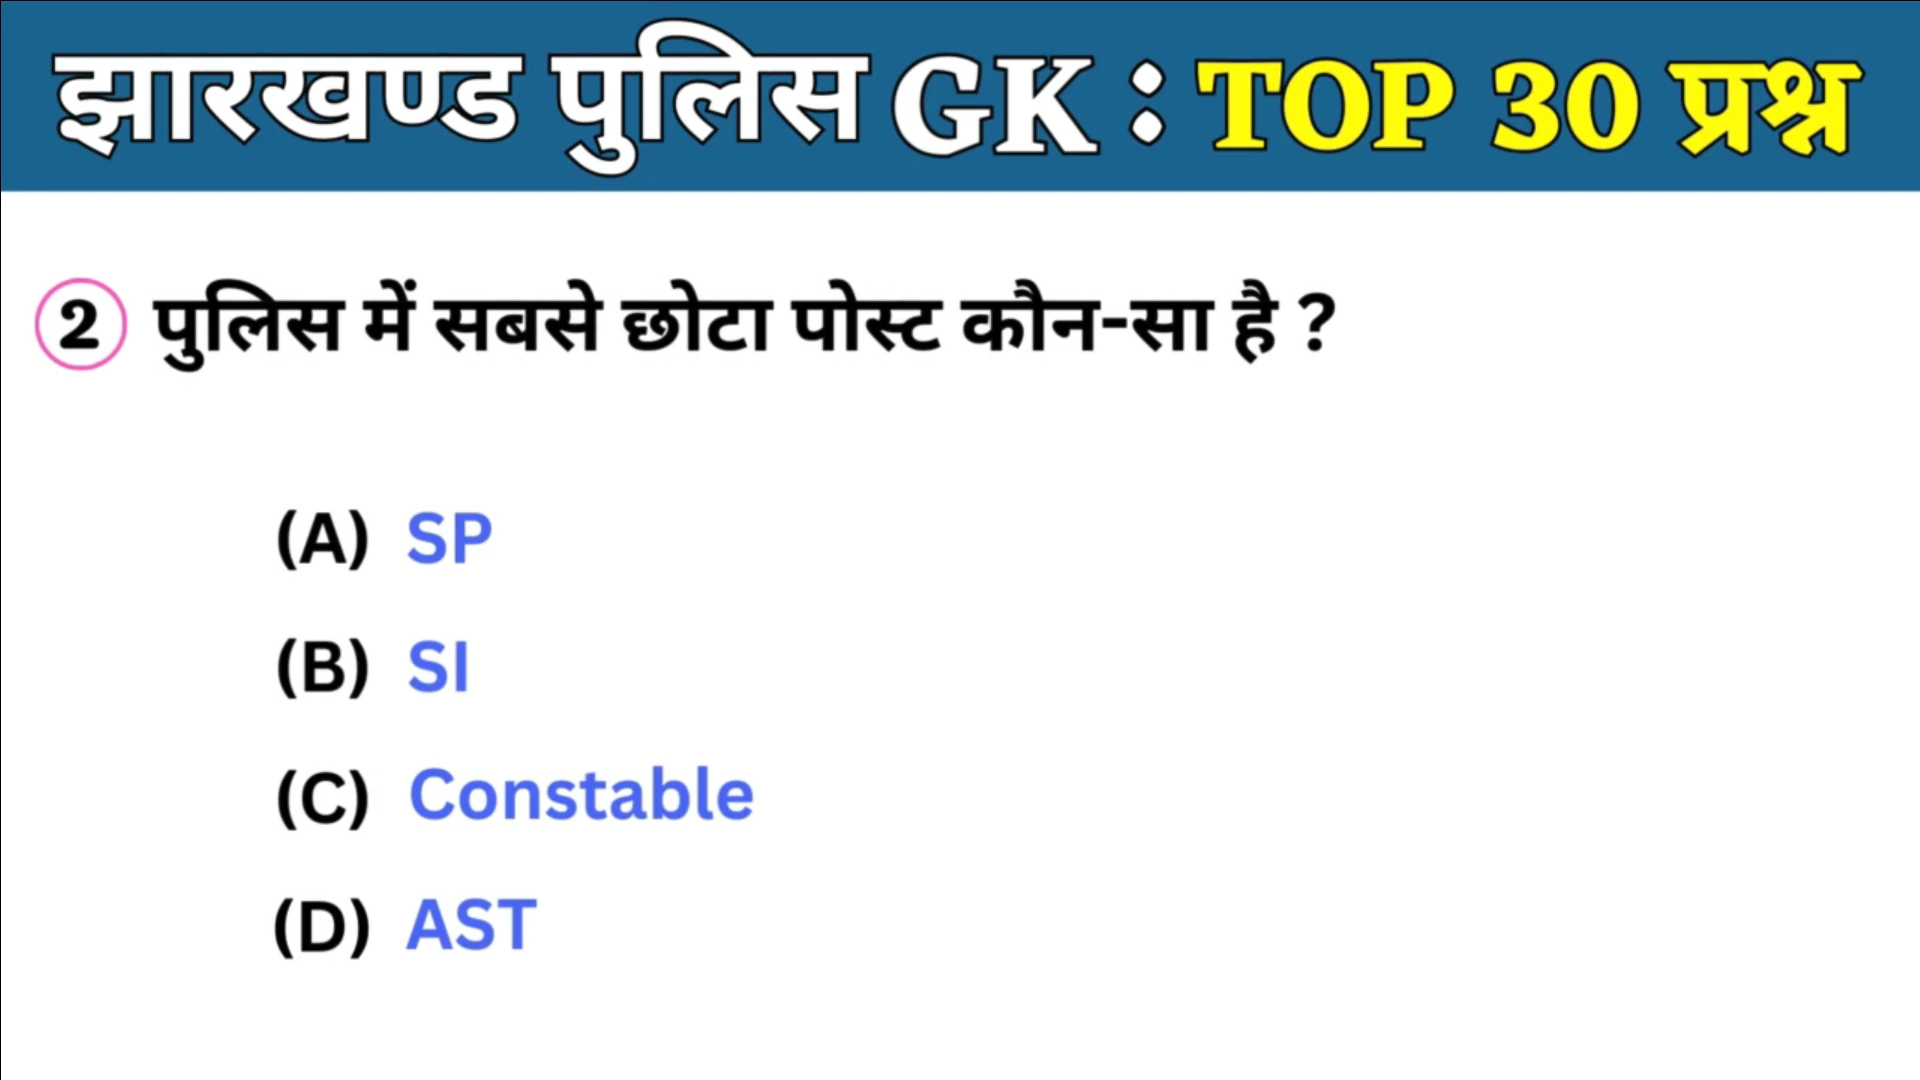 झारखण्ड पुलिस GK : TOP 30 प्रश्न
2 पुलिस में सबसे छोटा पोस्ट कौन-सा है ?
(A) SP
(B) SI
(C) Constable
(D) AST